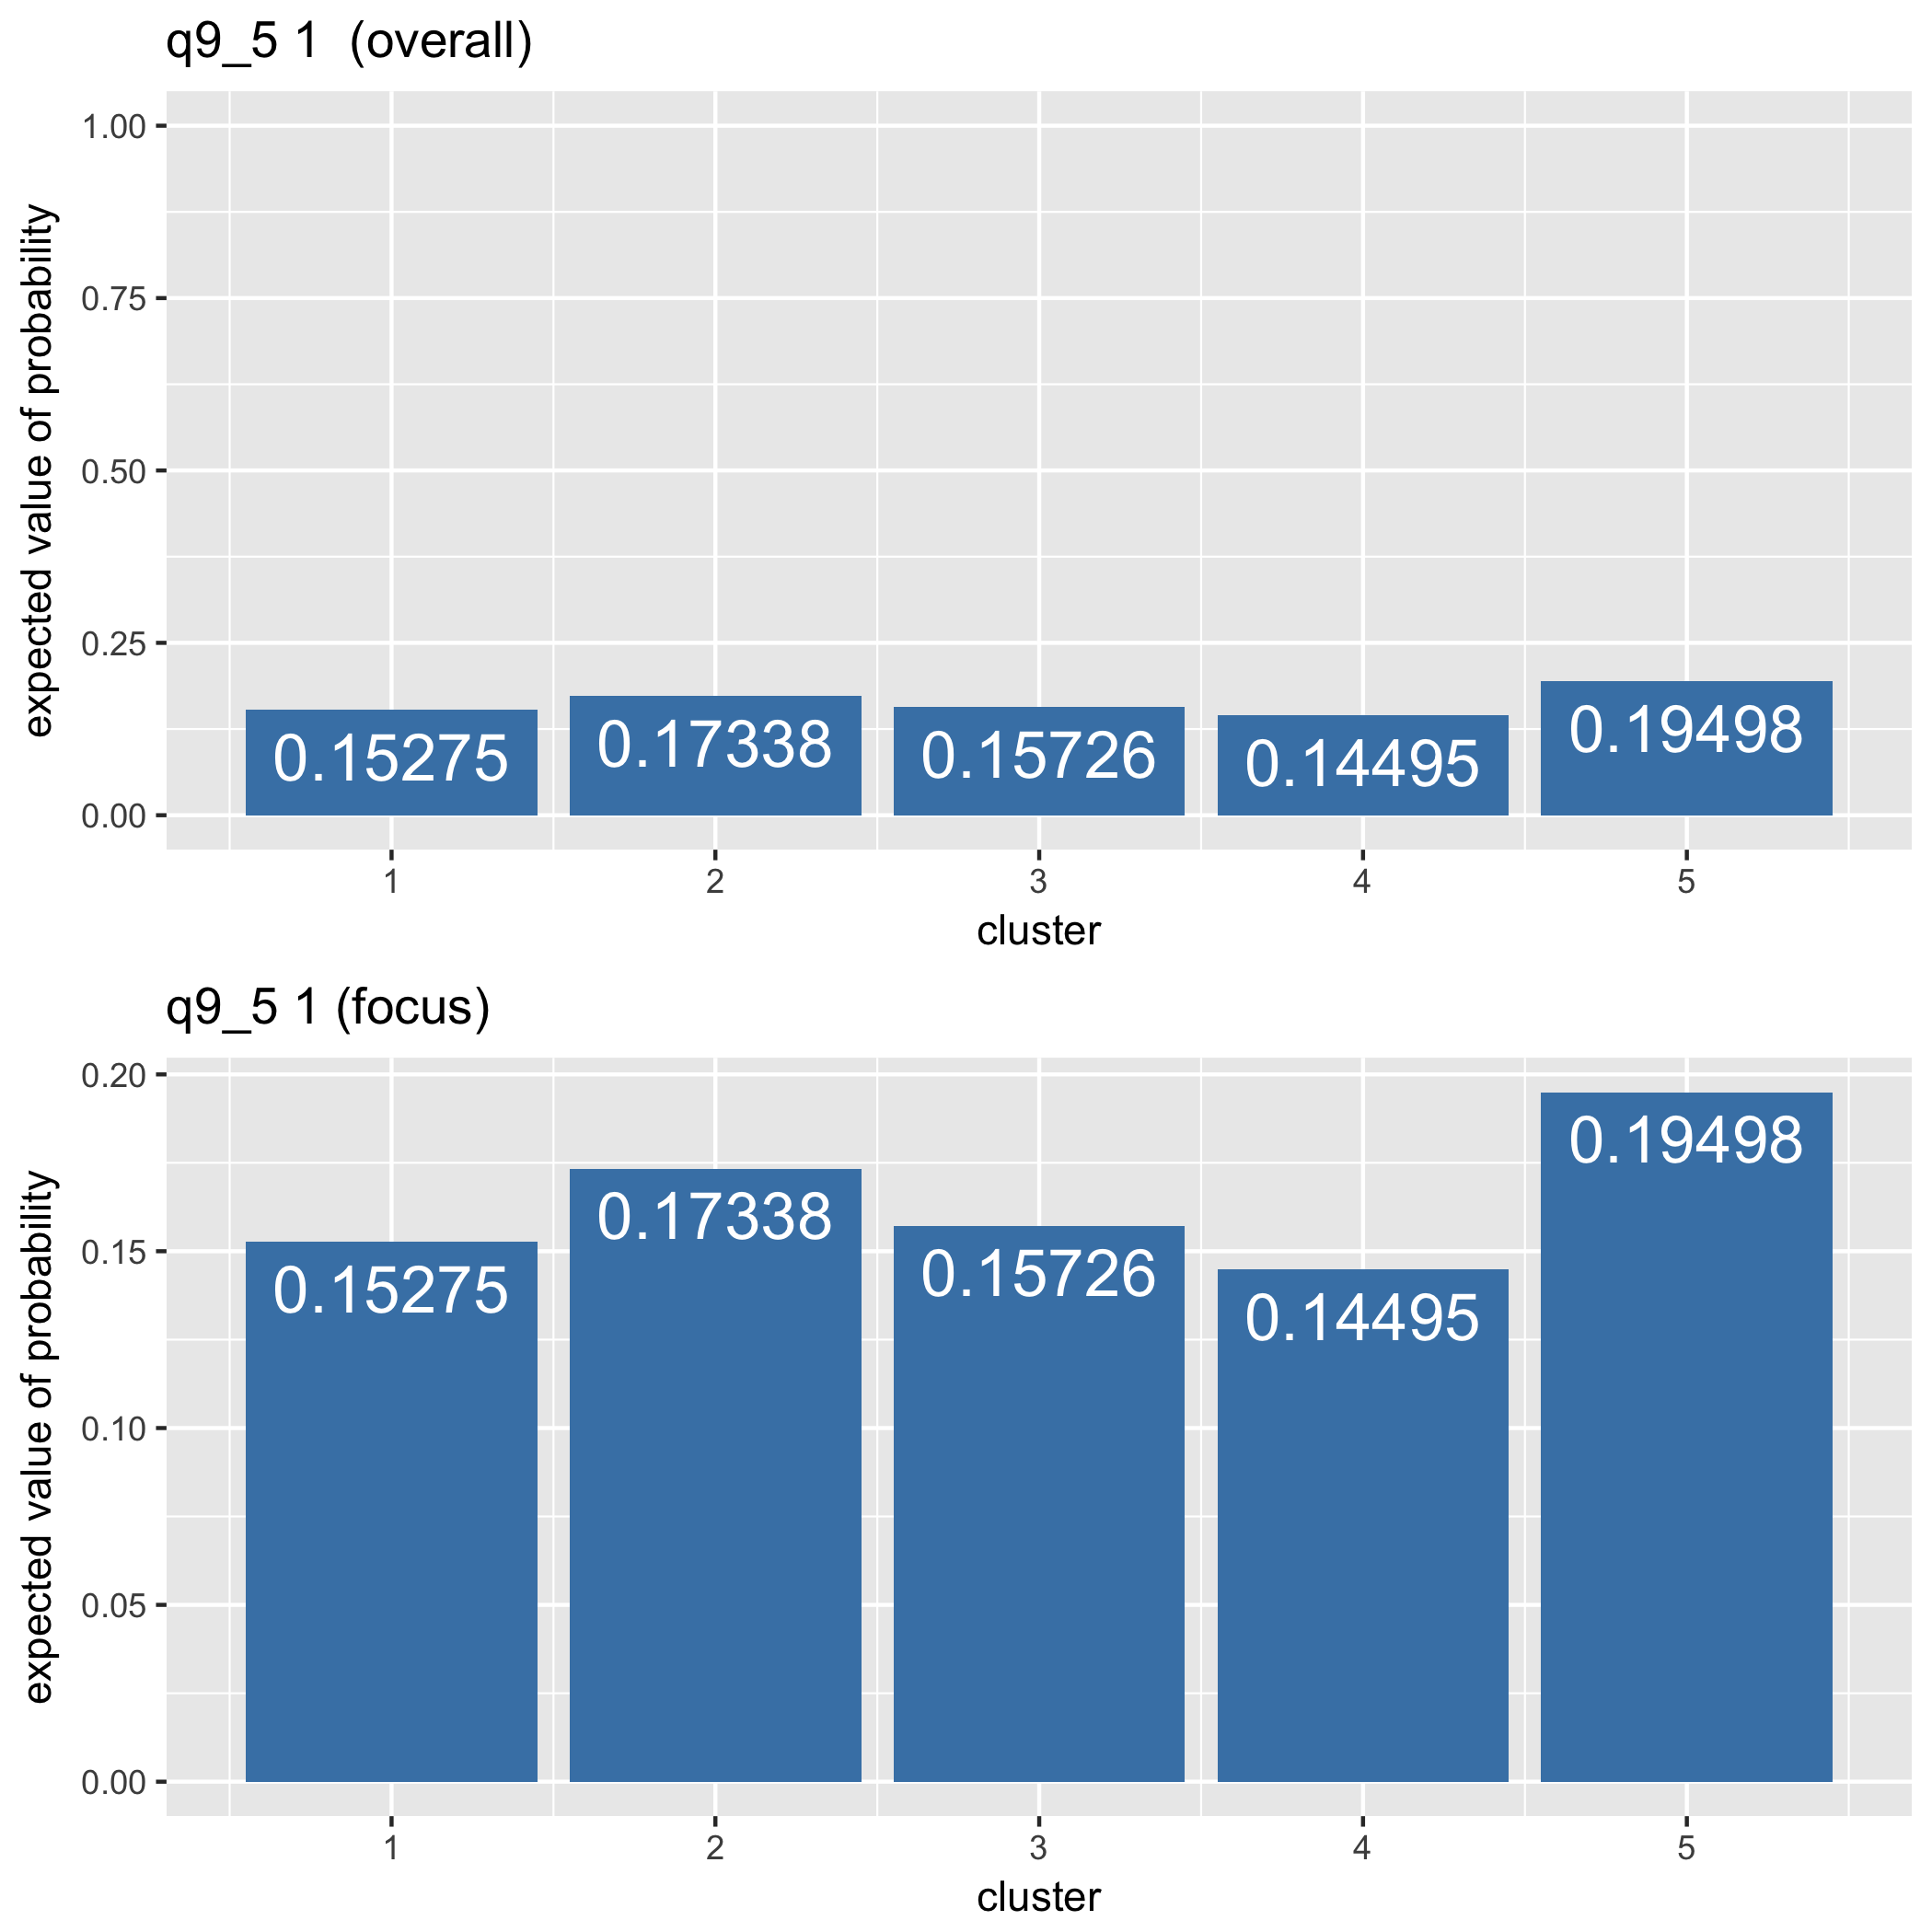 q9_5 1  (overall)
expected value of probability
1.00
0.75
0.50
0.25
0.00
0.15275
0.17338
0.15726
0.14495
0.19498
1 2 3 4 5
cluster
q9_5 1 (focus)
expected value of probability
0.20
0.15
0.10
0.05
0.00
0.15275
0.17338
0.15726
0.14495
0.19498
1 2 3 4 5
cluster